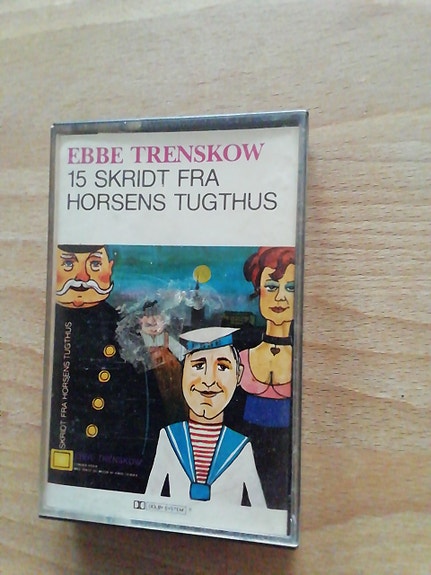 EBBE TRENSKOW
15 SKRIDT FRA
HORSENS TUGTHUS
SKRIDT FRA HORSENS TUGTHUS
EBBE TRENSKOW
DOLBY SYSTEM